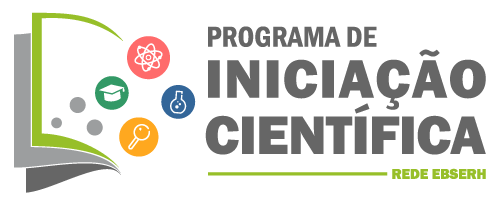 PROGRAMA DE
INICIAÇÃO
CIENTÍFICA
REDE EBSERH